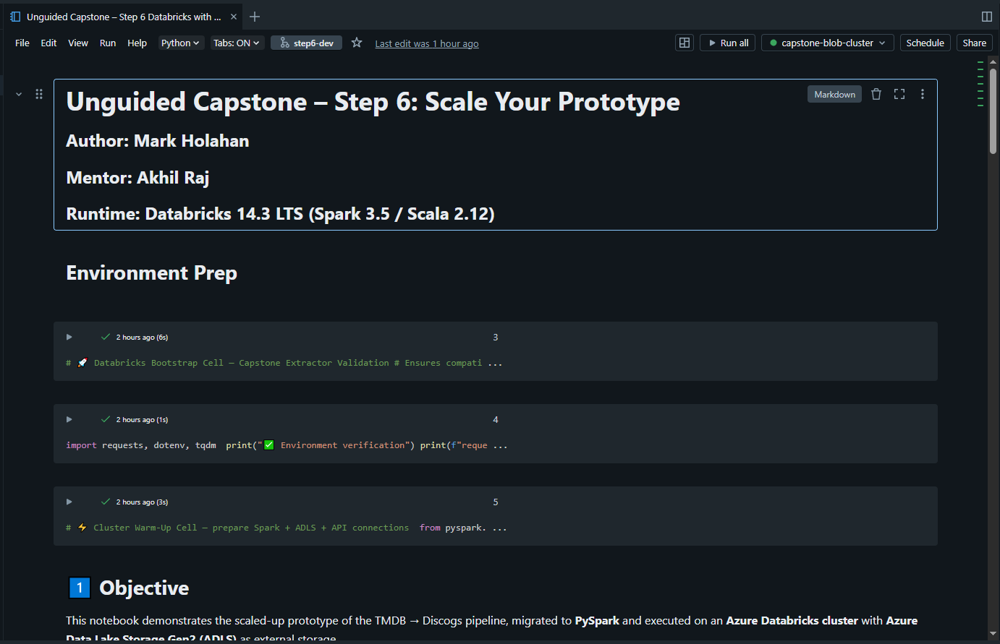 Unguided Capstone – Step 6 Databricks with ...
File Edit View Run Help Python Tabs: ON step6-dev Last edit was 1 hour ago Run all capstone-blob-cluster Schedule Share
Unguided Capstone – Step 6: Scale Your Prototype
Markdown
Author: Mark Holahan
Mentor: Akhil Raj
Runtime: Databricks 14.3 LTS (Spark 3.5 / Scala 2.12)
Environment Prep
2 hours ago (6s) 3
# 🚀 Databricks Bootstrap Cell — Capstone Extractor Validation # Ensures compati ...
2 hours ago (1s) 4
import requests, dotenv, tqdm  print("✅ Environment verification") print(f"reque ...
2 hours ago (3s) 5
# ⚡ Cluster Warm-Up Cell — prepare Spark + ADLS + API connections  from pyspark. ...
1 Objective
This notebook demonstrates the scaled-up prototype of the TMDB → Discogs pipeline, migrated to PySpark and executed on an Azure Databricks cluster with Azure
Data Lake Storage Gen2 (ADLS) as external storage